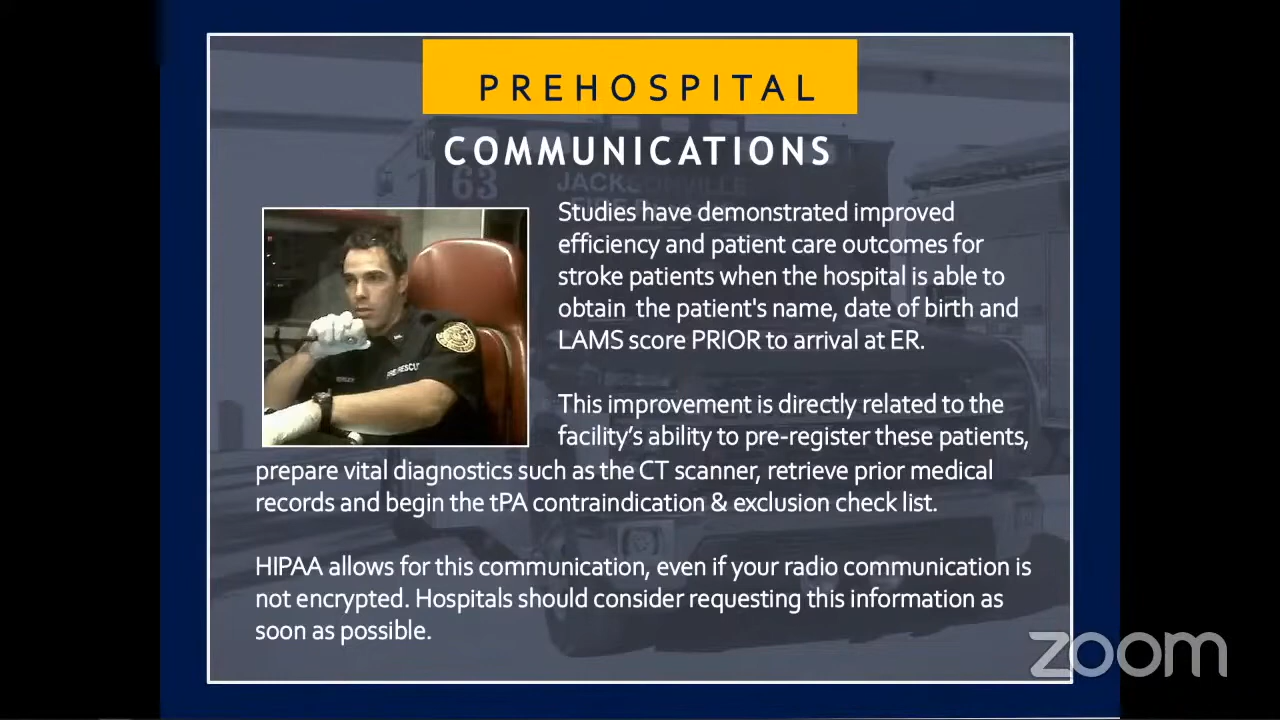 PREHOSPITAL
COMMUNICATIONS
63
JACKSONVILLE
Studies have demonstrated improved
efficiency and patient care outcomes for
stroke patients when the hospital is able to
obtain the patient's name, date of birth and
LAMS score PRIOR to arrival at ER.
This improvement is directly related to the
facility's ability to pre-register these patients,
prepare vital diagnostics such as the CT scanner, retrieve prior medical
records and begin the tPA contraindication & exclusion check list.
HIPAA allows for this communication, even if your radio communication is
not encrypted. Hospitals should consider requesting this information as
soon as possible.
zoom